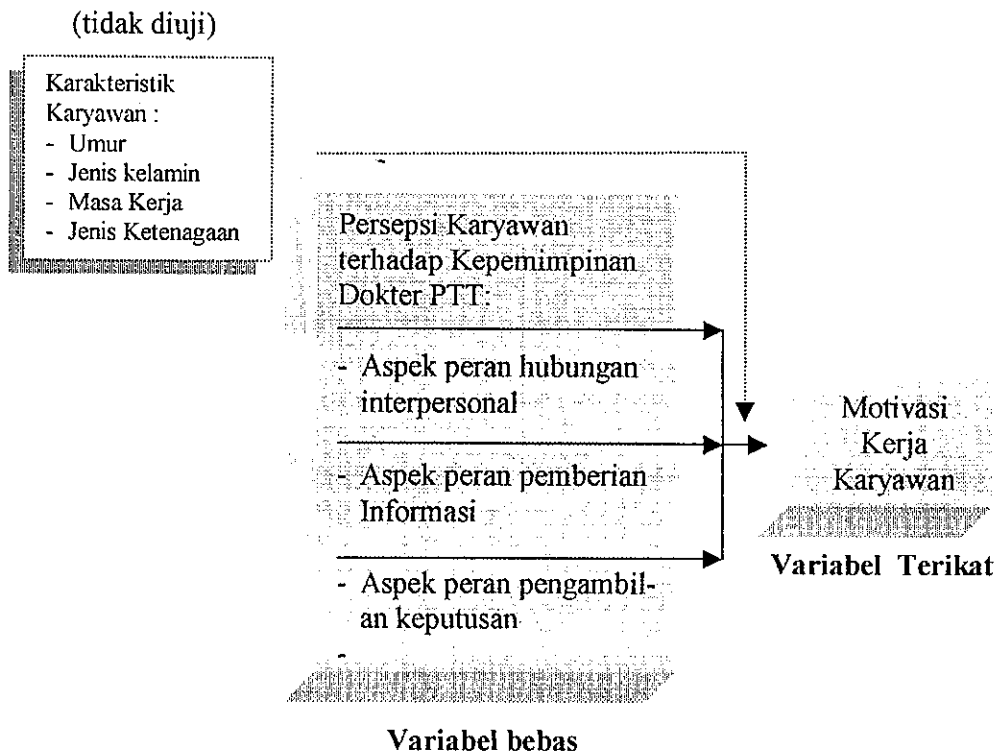 (tidak diuji)
Karakteristik
Karyawan :
- Umur
- Jenis kelamin
- Masa Kerja
- Jenis Ketenagaan
Persepsi Karyawan
terhadap Kepemimpinan
Dokter PTT:
- Aspek peran hubungan
interpersonal
- Aspek peran pemberian
Informasi
- Aspek peran pengambil-
an keputusan
-
Variabel bebas
Motivasi
Kerja
Karyawan
Variabel Terikat